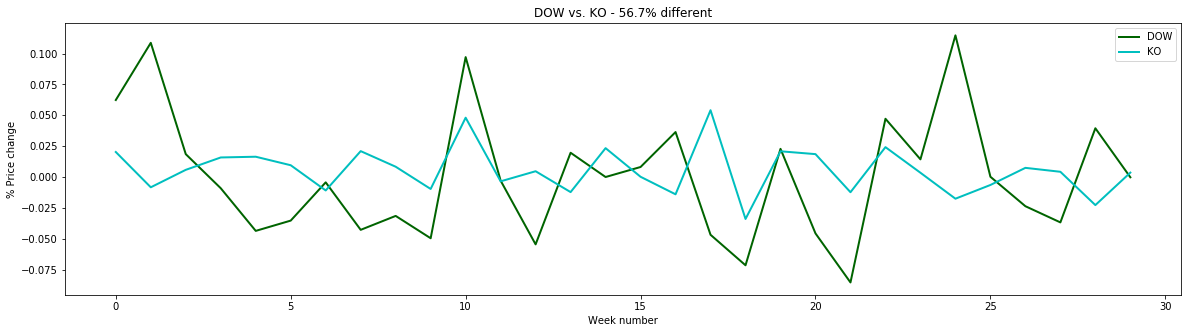 DOW vs. KO - 56.7% different
DOW
KO
% Price change
0.100
0.075
0.050
0.025
0.000
−0.025
−0.050
−0.075
0 5 10 15 20 25 30
Week number